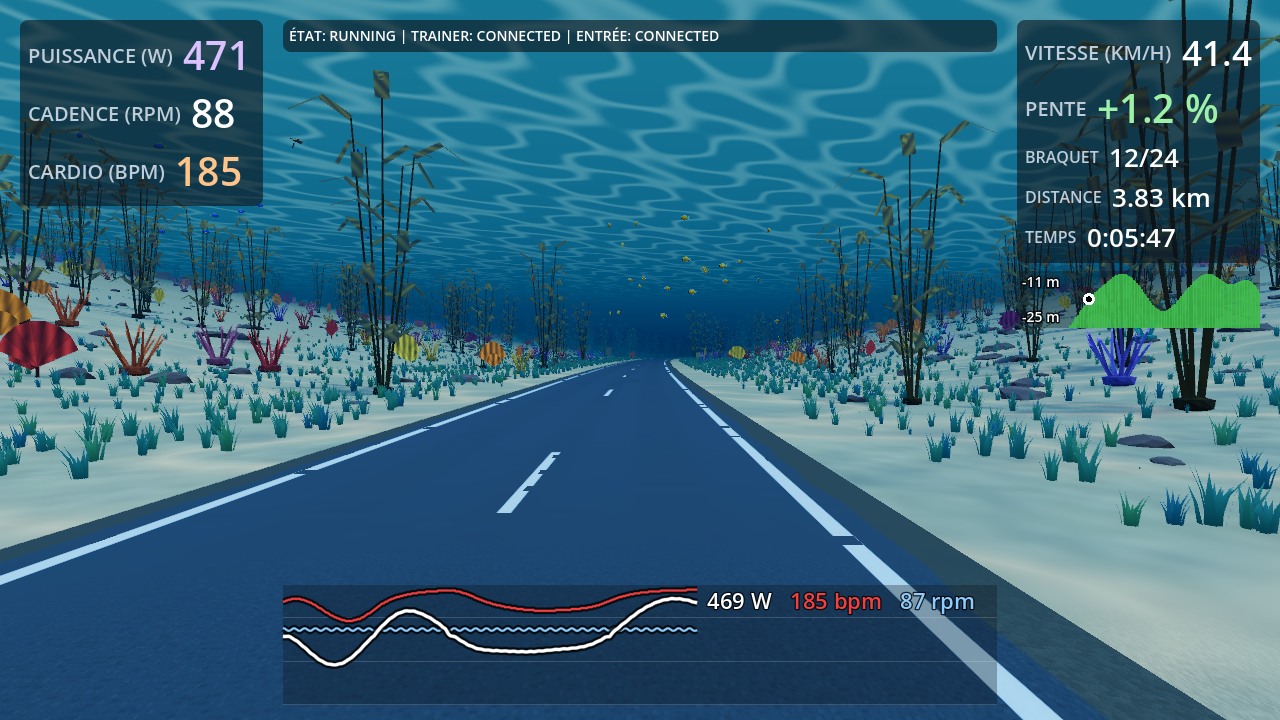 PUISSANCE (W) 471
CADENCE (RPM) 88
CARDIO (BPM) 185
ÉTAT: RUNNING | TRAINER: CONNECTED | ENTRÉE: CONNECTED
VITESSE (KM/H) 41.4
PENTE +1.2 %
BRAQUET 12/24
DISTANCE 3.83 km
TEMPS 0:05:47
-11 m
-25 m
469 W 185 bpm 87 rpm